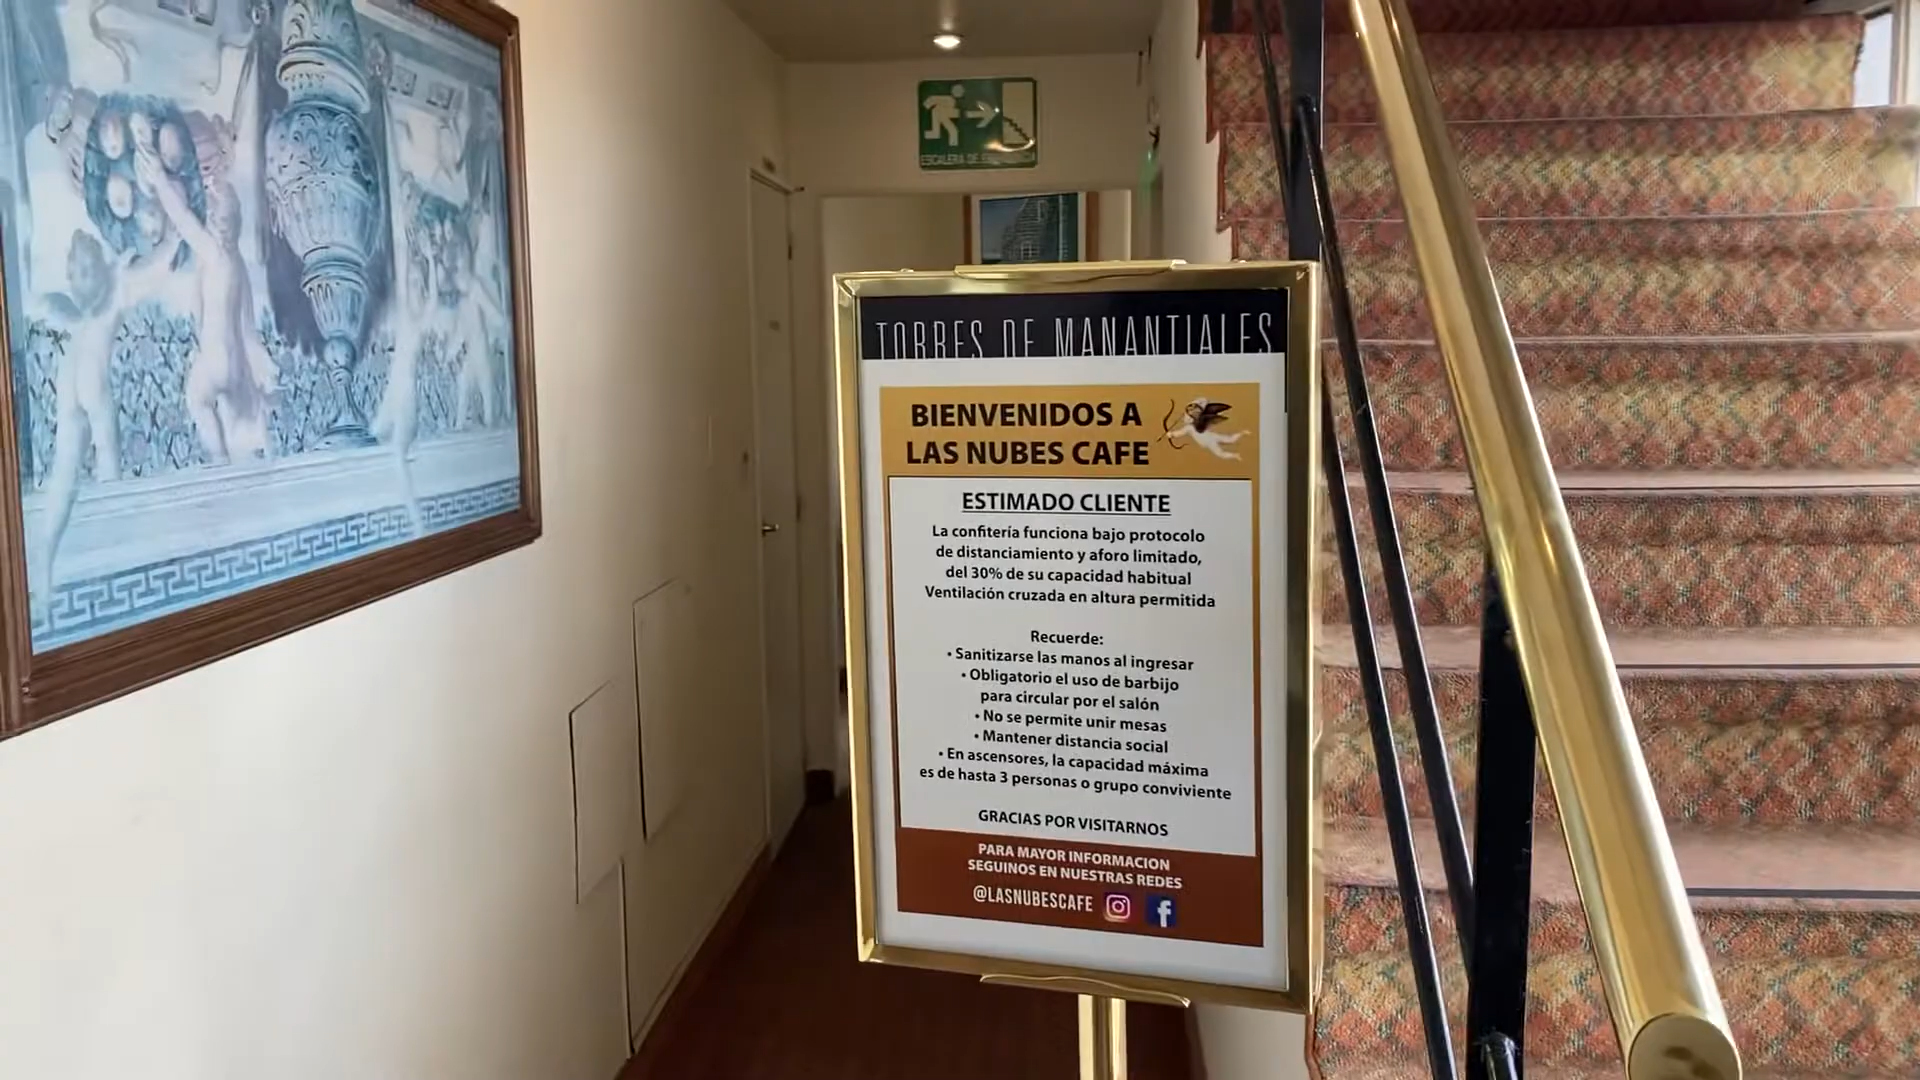 ESCALERA DE EMERGENCIA
TORRES DE MANANTIALES
BIENVENIDOS A
LAS NUBES CAFE
ESTIMADO CLIENTE
La confitería funciona bajo protocolo
de distanciamiento y aforo limitado,
del 30% de su capacidad habitual
Ventilación cruzada en altura permitida
Recuerde:
• Sanitizarse las manos al ingresar
• Obligatorio el uso de barbijo
para circular por el salón
• No se permite unir mesas
• Mantener distancia social
• En ascensores, la capacidad máxima
es de hasta 3 personas o grupo conviviente
GRACIAS POR VISITARNOS
PARA MAYOR INFORMACION
SEGUINOS EN NUESTRAS REDES
@LASNUBESCAFE